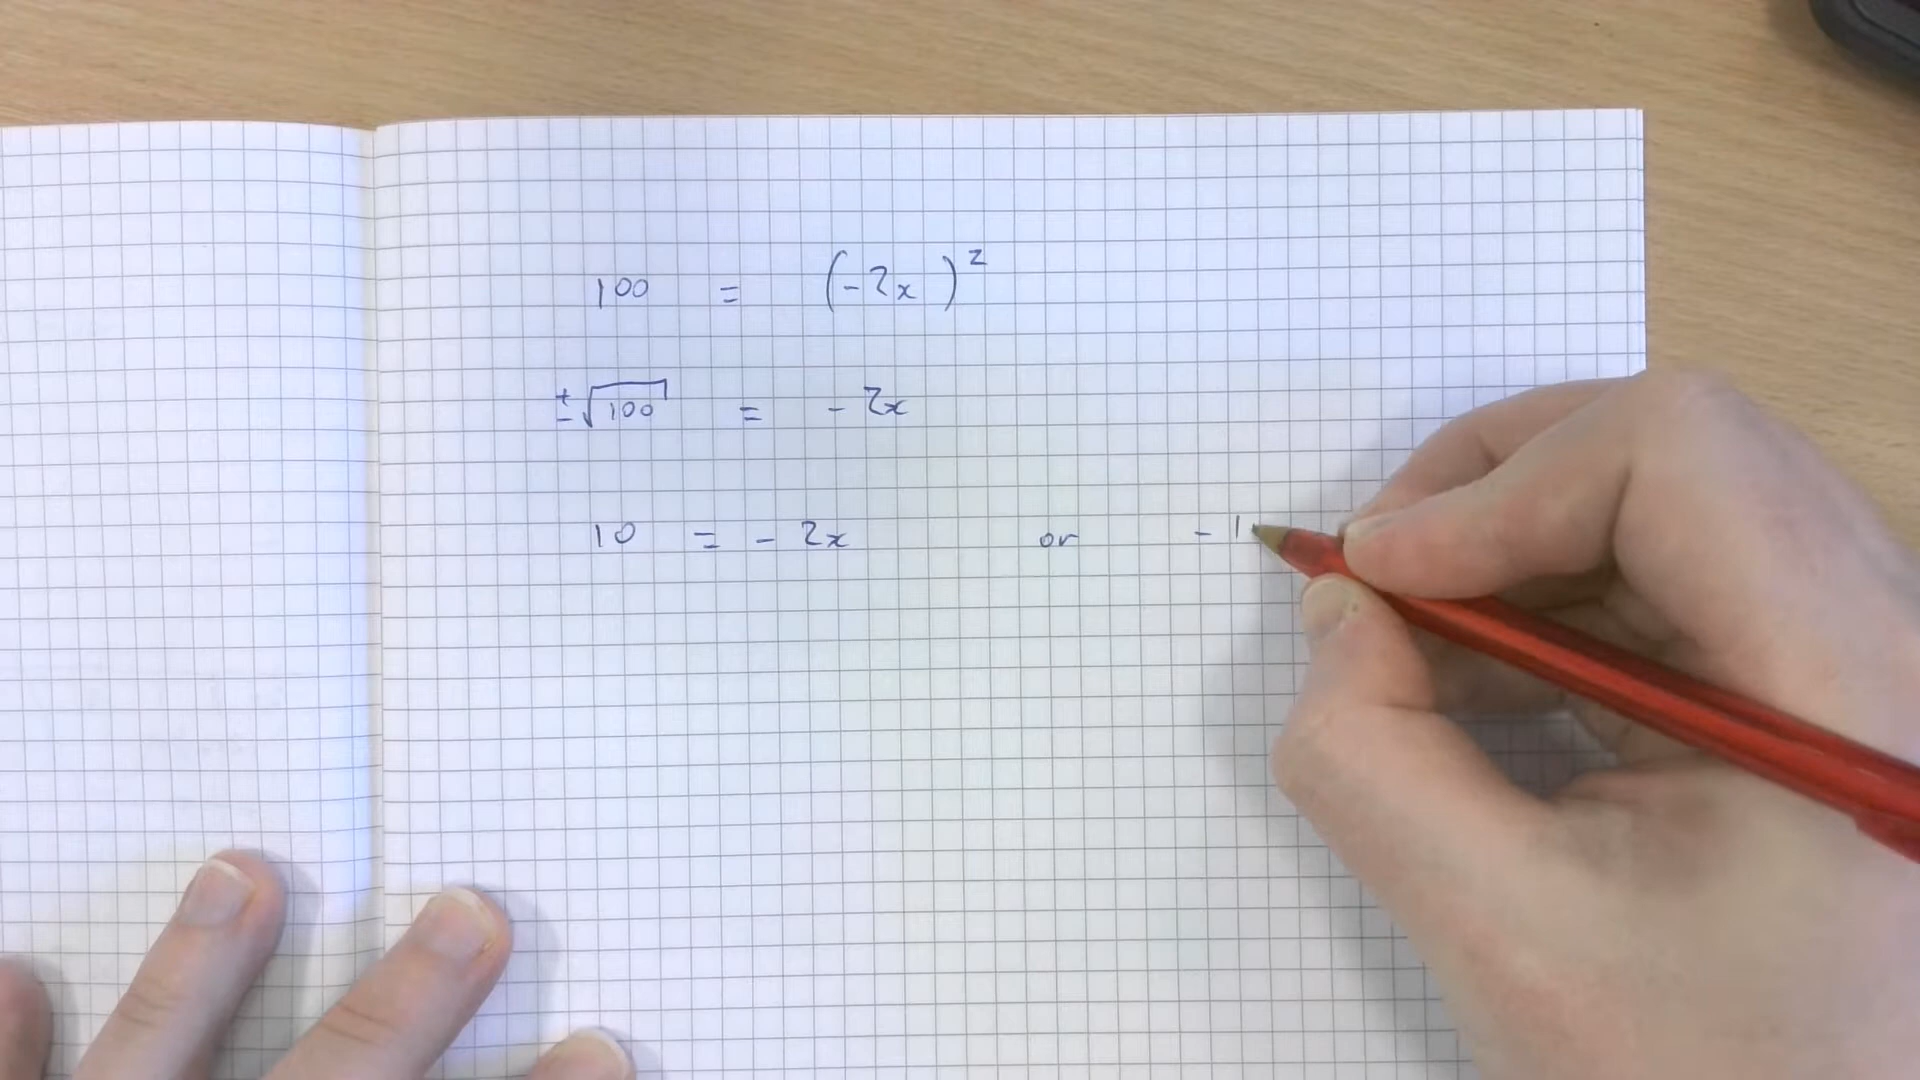 100 = (-2x)²
±√100 = - 2x
10 = - 2x or - 1